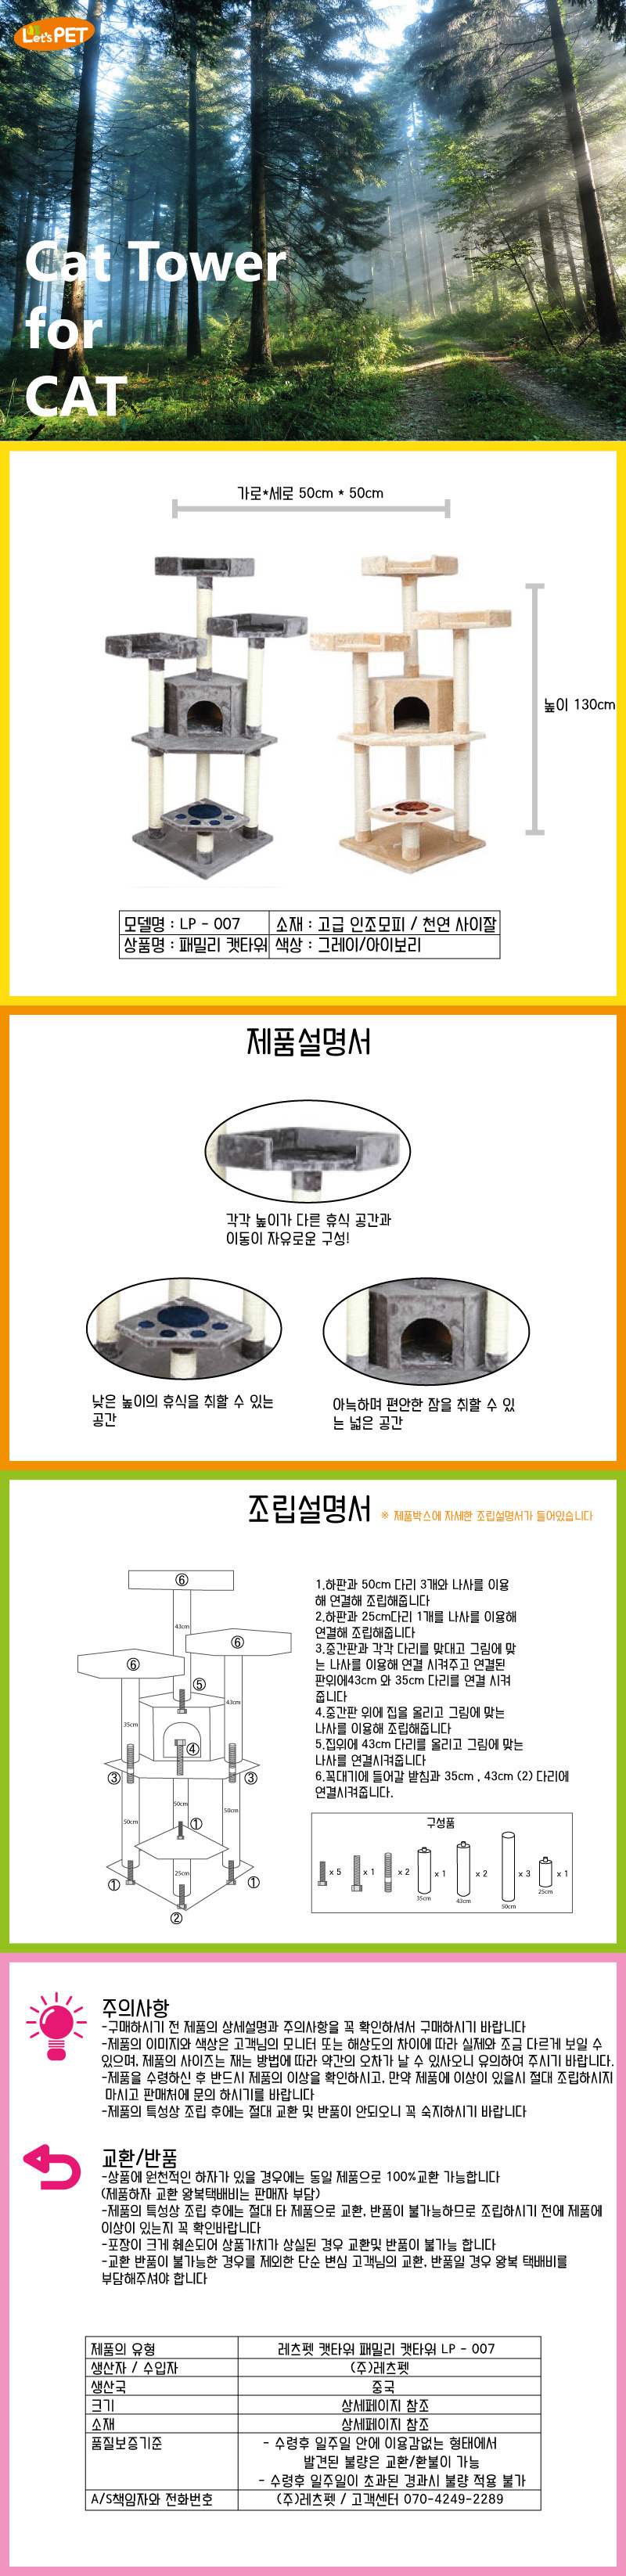 Let's PET
Cat Tower
for
CAT
가로*세로 50cm * 50cm
높이 130cm
모델명 : LP - 007
소재 : 고급 인조모피 / 천연 사이잘
상품명 : 패밀리 캣타워
색상 : 그레이/아이보리
제품설명서
각각 높이가 다른 휴식 공간과
이동이 자유로운 구성!
낮은 높이의 휴식을 취할 수 있는
공간
아늑하며 편안한 잠을 취할 수 있
는 넓은 공간
조립설명서
※ 제품박스에 자세한 조립설명서가 들어있습니다
⑥
43cm
⑥
⑥
⑤
43cm
35cm
④
③
③
50cm
50cm
50cm
①
25cm
①
①
②
1.하판과 50cm 다리 3개와 나사를 이용
해 연결해 조립해줍니다
2.하판과 25cm다리 1개를 나사를 이용해
연결해 조립해줍니다
3.중간판과 각각 다리를 맞대고 그림에 맞
는 나사를 이용해 연결 시켜주고 연결된
판위에43cm 와 35cm 다리를 연결 시켜
줍니다
4.중간판 위에 집을 올리고 그림에 맞는
나사를 이용해 조립해줍니다
5.집위에 43cm 다리를 올리고 그림에 맞는
나사를 연결시켜줍니다
6.꼭대기에 들어갈 받침과 35cm , 43cm (2) 다리에
연결시켜줍니다.
구성품
x 5
x 1
x 2
x 1
x 2
x 3
x 1
35cm
43cm
50cm
25cm
주의사항
-구매하시기 전 제품의 상세설명과 주의사항을 꼭 확인하셔서 구매하시기 바랍니다
-제품의 이미지와 색상은 고객님의 모니터 또는 해상도의 차이에 따라 실제와 조금 다르게 보일 수
있으며, 제품의 사이즈는 재는 방법에 따라 약간의 오차가 날 수 있사오니 유의하여 주시기 바랍니다.
-제품을 수령하신 후 반드시 제품의 이상을 확인하시고, 만약 제품에 이상이 있을시 절대 조립하시지
마시고 판매처에 문의 하시기를 바랍니다
-제품의 특성상 조립 후에는 절대 교환 및 반품이 안되오니 꼭 숙지하시기 바랍니다
교환/반품
-상품에 원천적인 하자가 있을 경우에는 동일 제품으로 100%교환 가능합니다
(제품하자 교환 왕복택배비는 판매자 부담)
-제품의 특성상 조립 후에는 절대 타 제품으로 교환, 반품이 불가능하므로 조립하시기 전에 제품에
이상이 있는지 꼭 확인바랍니다
-포장이 크게 훼손되어 상품가치가 상실된 경우 교환및 반품이 불가능 합니다
-교환 반품이 불가능한 경우를 제외한 단순 변심 고객님의 교환, 반품일 경우 왕복 택배비를
부담해주셔야 합니다
제품의 유형
레츠펫 캣타워 패밀리 캣타워 LP - 007
생산자 / 수입자
(주)레츠펫
생산국
중국
크기
상세페이지 참조
소재
상세페이지 참조
품질보증기준
- 수령후 일주일 안에 이용감없는 형태에서
발견된 불량은 교환/환불이 가능
- 수령후 일주일이 초과된 경과시 불량 적용 불가
A/S책임자와 전화번호
(주)레츠펫 / 고객센터 070-4249-2289